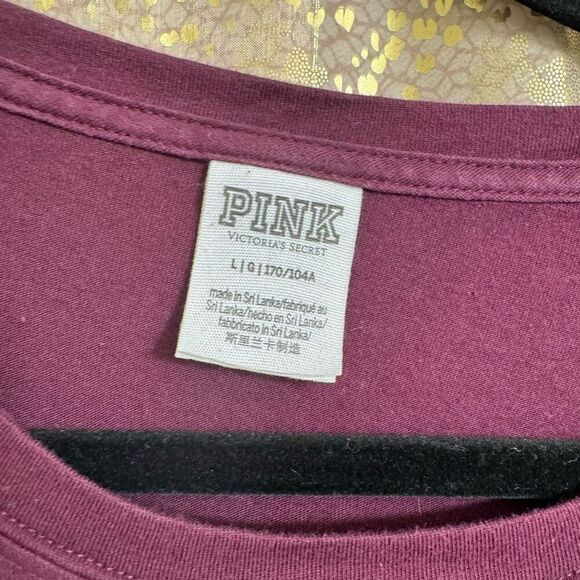 PINK
VICTORIA'S SECRET
L|G|170/104A
made in Sri Lanka/fabriqué au
Sri Lanka/hecho en Sri Lanka/
fabbricato in Sri Lanka/
斯里兰卡制造